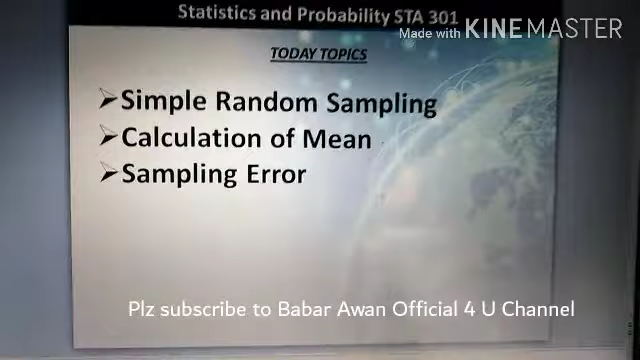 Statistics and Probability STA 301
Made with KINEMASTER
TODAY TOPICS
➢Simple Random Sampling
➢Calculation of Mean
➢Sampling Error
Plz subscribe to Babar Awan Official 4 U Channel